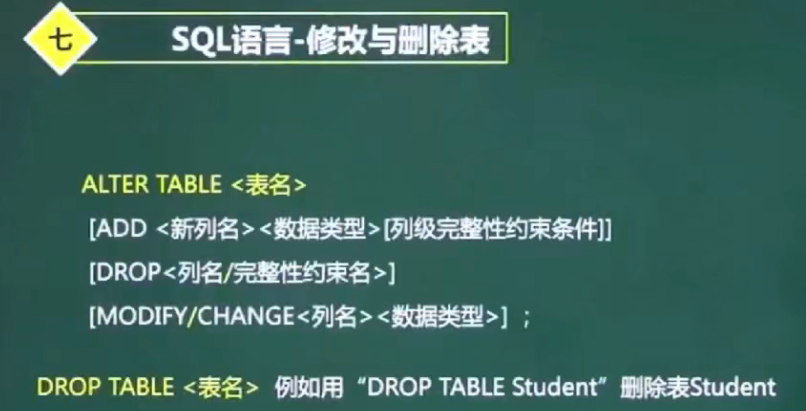 七
SQL语言-修改与删除表
ALTER TABLE <表名>
[ADD <新列名><数据类型>[列级完整性约束条件]]
[DROP<列名/完整性约束名>]
[MODIFY/CHANGE<列名><数据类型>] ;
DROP TABLE <表名> 例如用“DROP TABLE Student”删除表Student